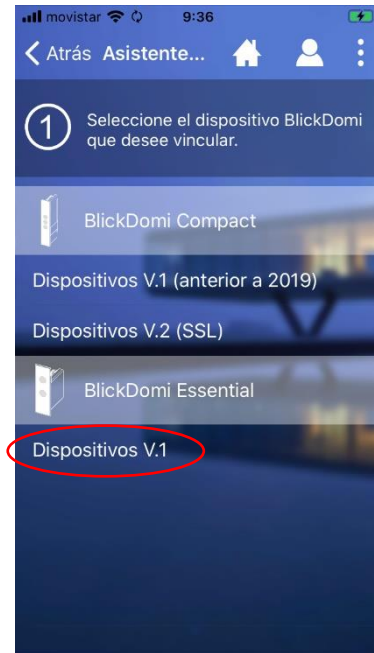 movistar 9:36
Atrás Asistente...
1 Seleccione el dispositivo BlickDomi
que desee vincular.
BlickDomi Compact
Dispositivos V.1 (anterior a 2019)
Dispositivos V.2 (SSL)
BlickDomi Essential
Dispositivos V.1